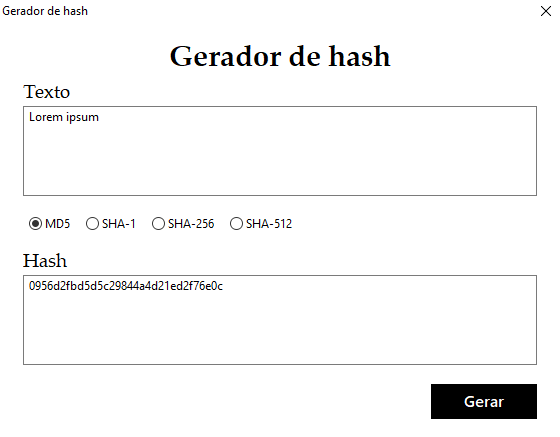 Gerador de hash
Gerador de hash
Texto
Lorem ipsum
MD5 SHA-1 SHA-256 SHA-512
Hash
0956d2fbd5d5c29844a4d21ed2f76e0c
Gerar